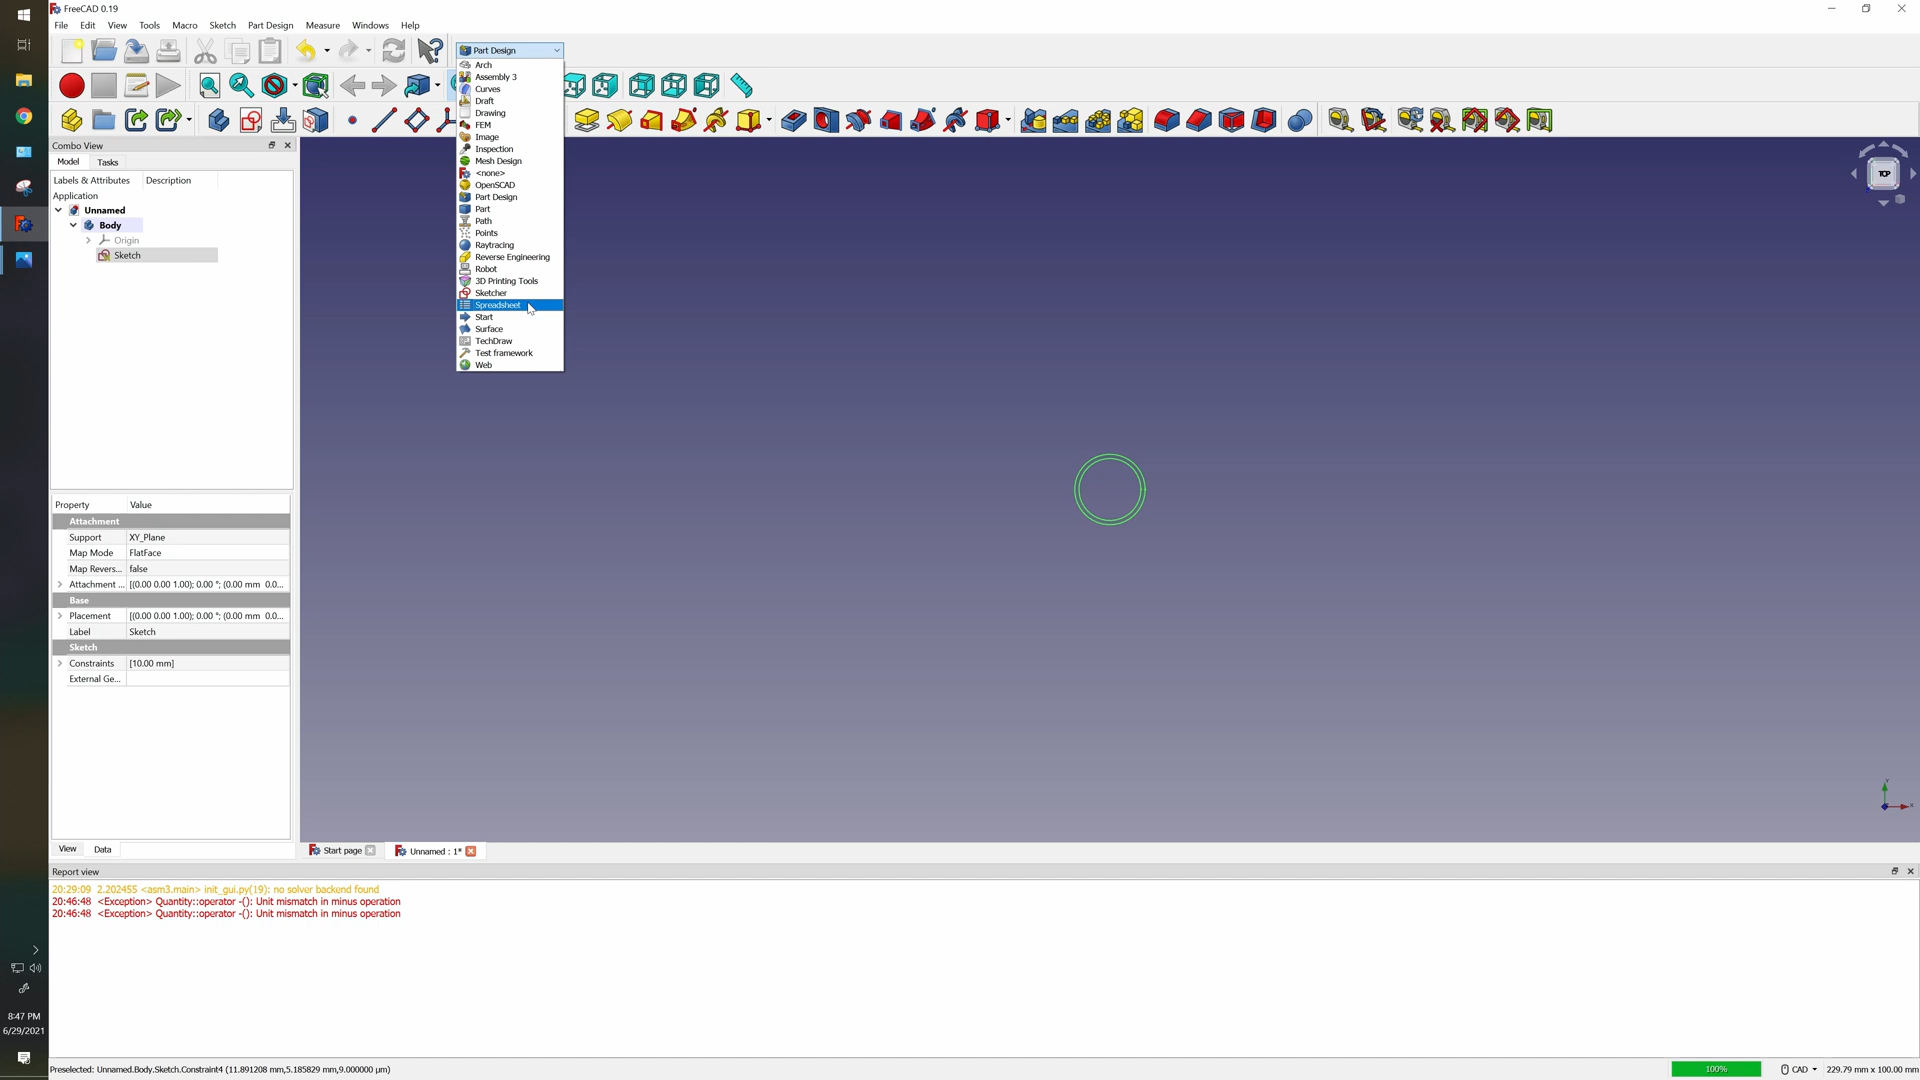 FreeCAD 0.19
File Edit View Tools Macro Sketch Part Design Measure Windows Help
Part Design
Arch
Assembly 3
Curves
Draft
Drawing
FEM
Image
Inspection
Mesh Design
<none>
OpenSCAD
Part Design
Part
Path
Points
Raytracing
Reverse Engineering
Robot
3D Printing Tools
Sketcher
Spreadsheet
Start
Surface
TechDraw
Test framework
Web
Combo View
Model Tasks
Labels & Attributes Description
Application
Unnamed
Body
Origin
Sketch
TOP
Property Value
Attachment
Support XY_Plane
Map Mode FlatFace
Map Revers... false
Attachment ... [(0.00 0.00 1.00); 0.00 °; (0.00 mm 0.0...
Base
Placement [(0.00 0.00 1.00); 0.00 °; (0.00 mm 0.0...
Label Sketch
Sketch
Constraints [10.00 mm]
External Ge...
Y
X
View Data
Start page Unnamed : 1*
Report view
20:29:09 2.202455 <asm3.main> init_gui.py(19): no solver backend found
20:46:48 <Exception> Quantity::operator -(): Unit mismatch in minus operation
20:46:48 <Exception> Quantity::operator -(): Unit mismatch in minus operation
8:47 PM
6/29/2021
Preselected: Unnamed.Body.Sketch.Constraint4 (11.891208 mm,5.185829 mm,9.000000 µm)
100%
CAD
229.79 mm x 100.00 mm